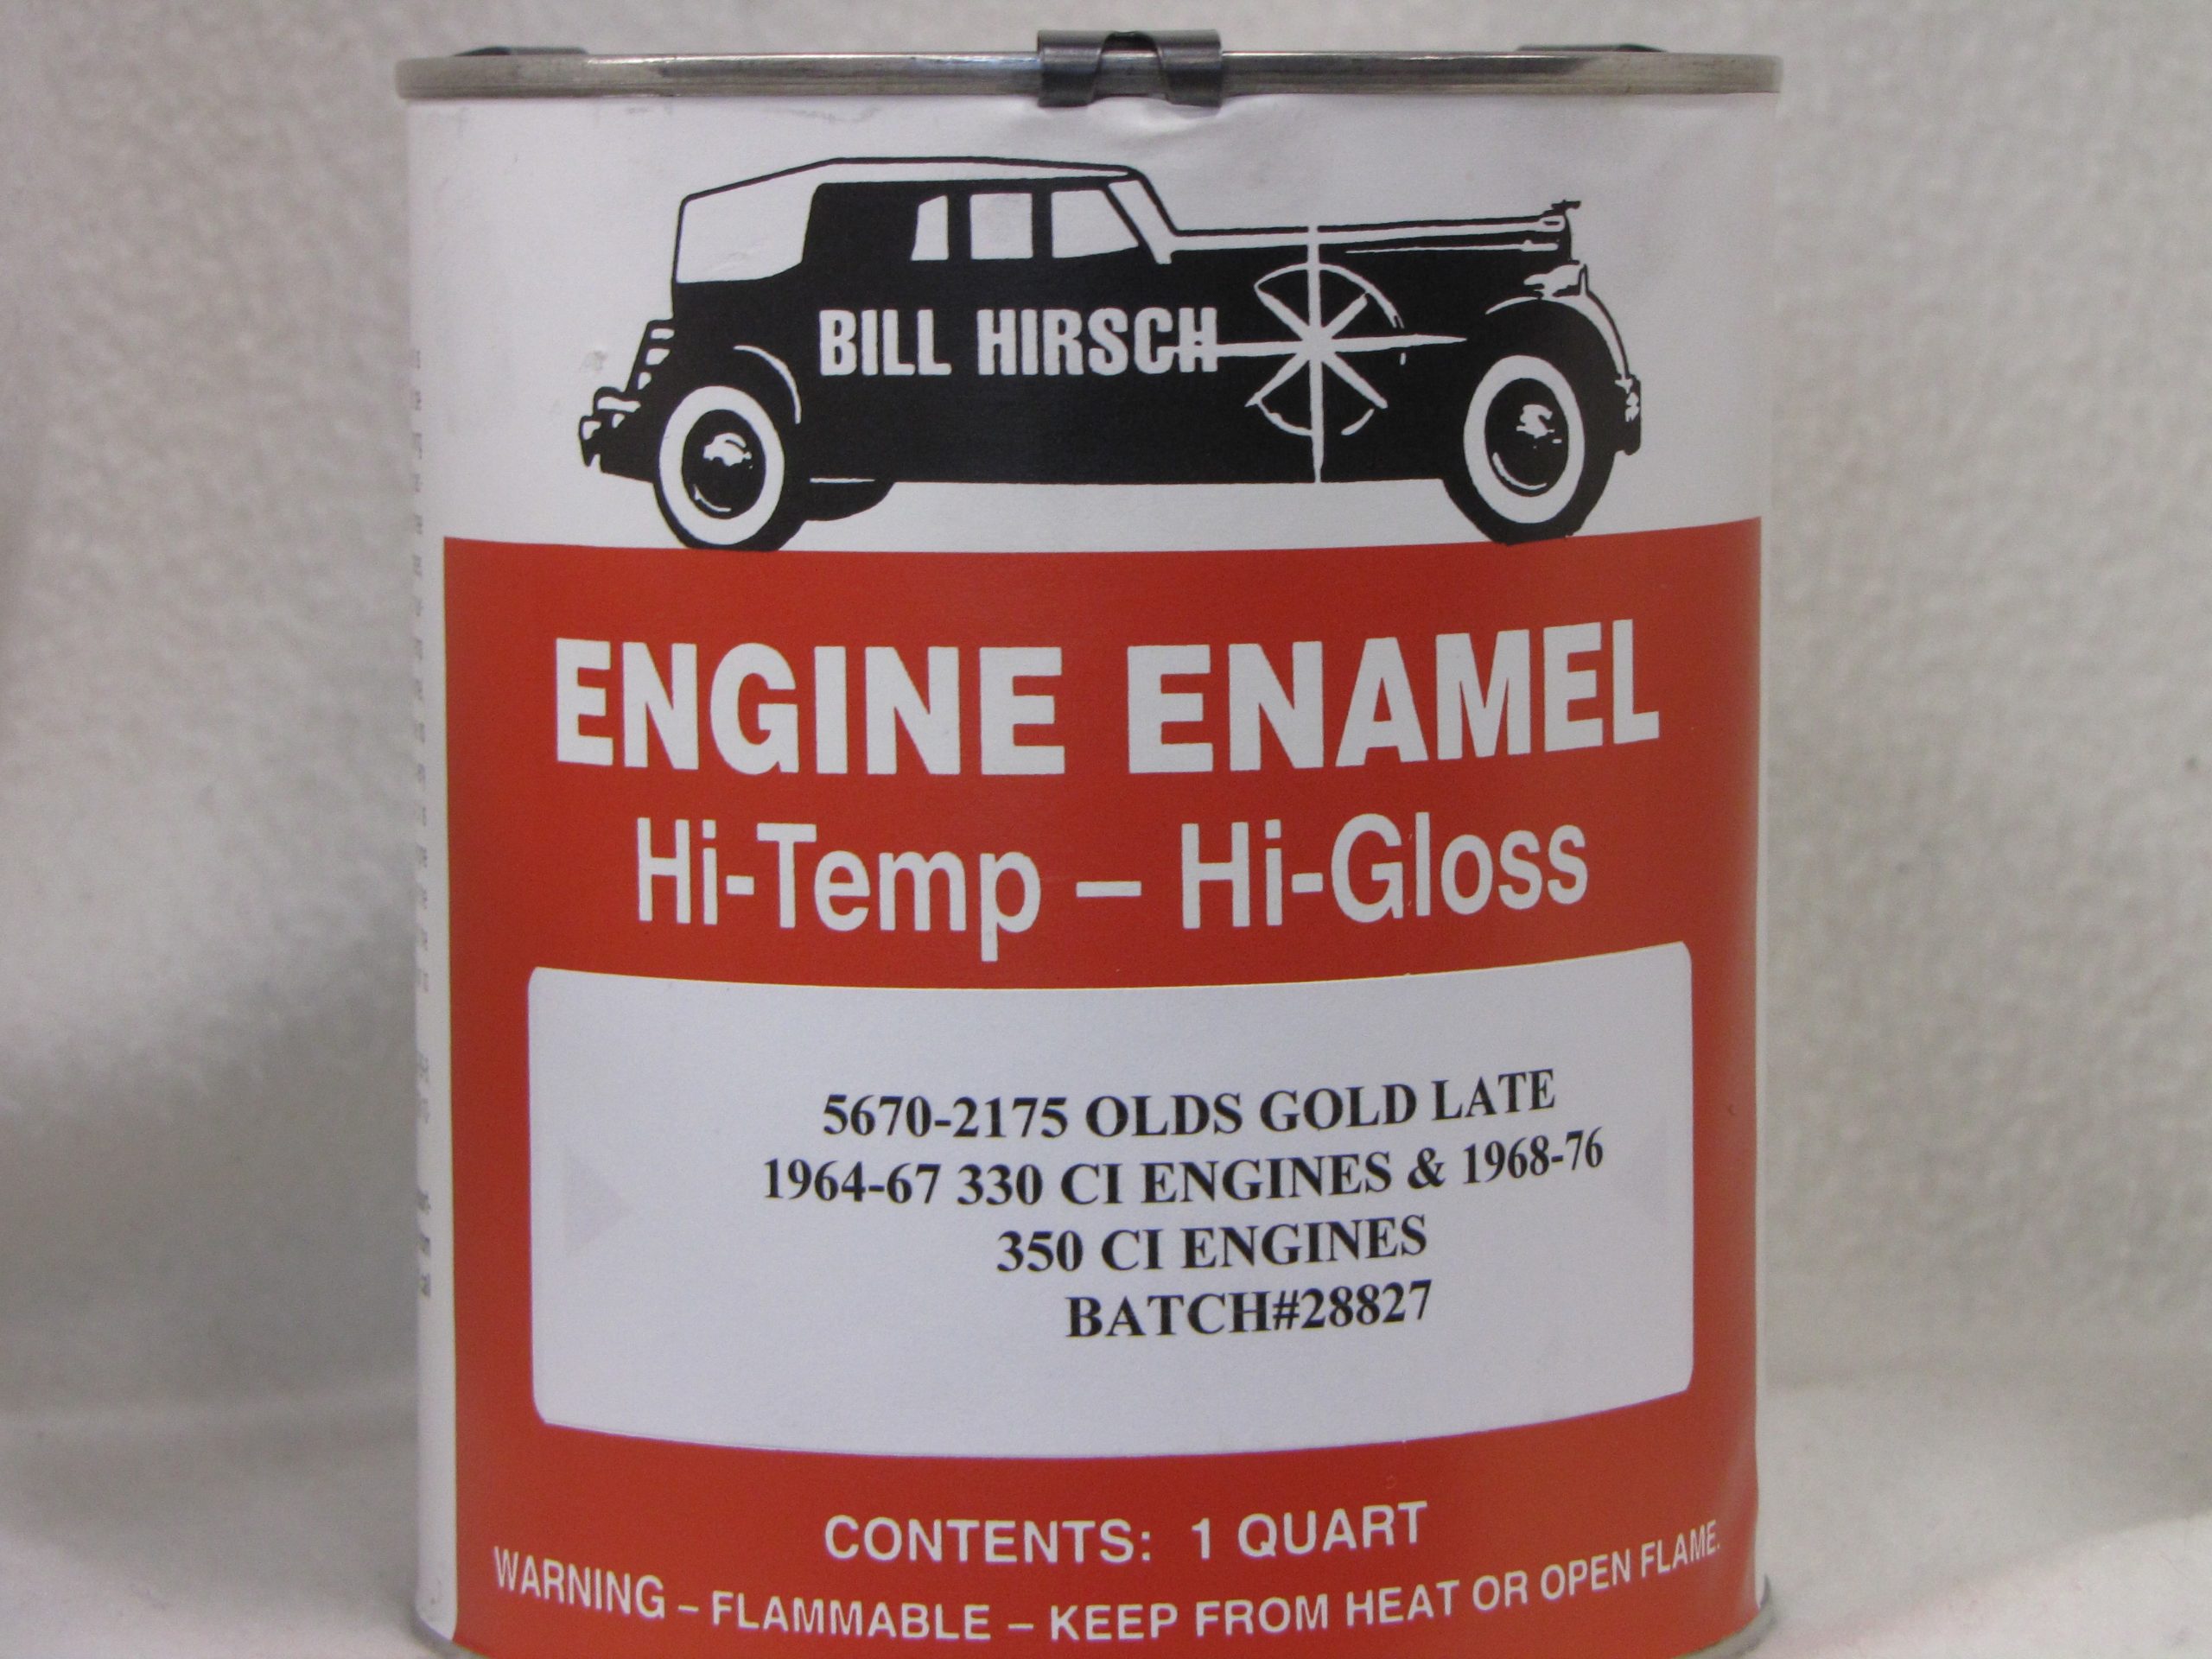 BILL HIRSCH
ENGINE ENAMEL
Hi-Temp – Hi-Gloss
5670-2175 OLDS GOLD LATE
1964-67 330 CI ENGINES & 1968-76
350 CI ENGINES
BATCH#28827
CONTENTS: 1 QUART
WARNING – FLAMMABLE – KEEP FROM HEAT OR OPEN FLAME.